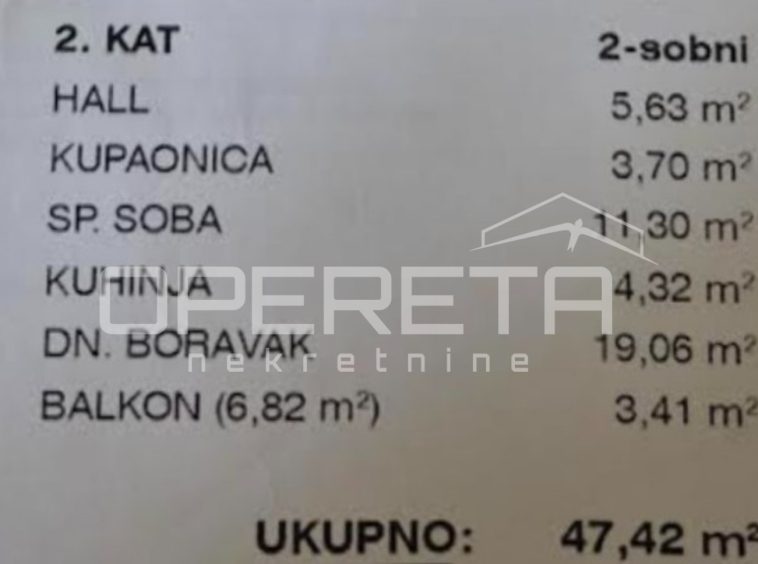 2. KAT 2-sobni
HALL 5,63 m²
KUPAONICA 3,70 m²
SP. SOBA 11,30 m²
KUHINJA 4,32 m²
OPERETA
DN. BORAVAK 19,06 m²
nekretnine
BALKON (6,82 m²) 3,41 m²
UKUPNO: 47,42 m²